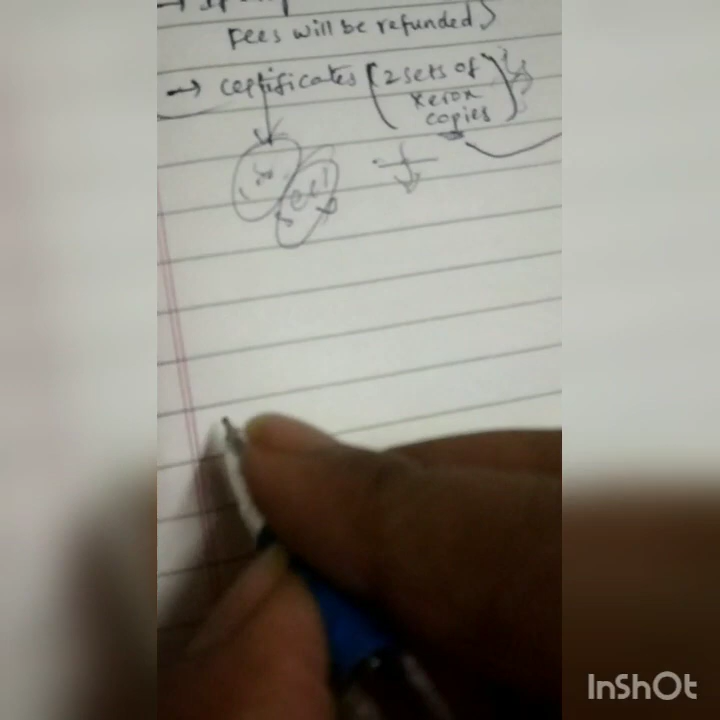 Fees will be refunded
→ certificates (2 sets of
xerox
copies)
InShOt